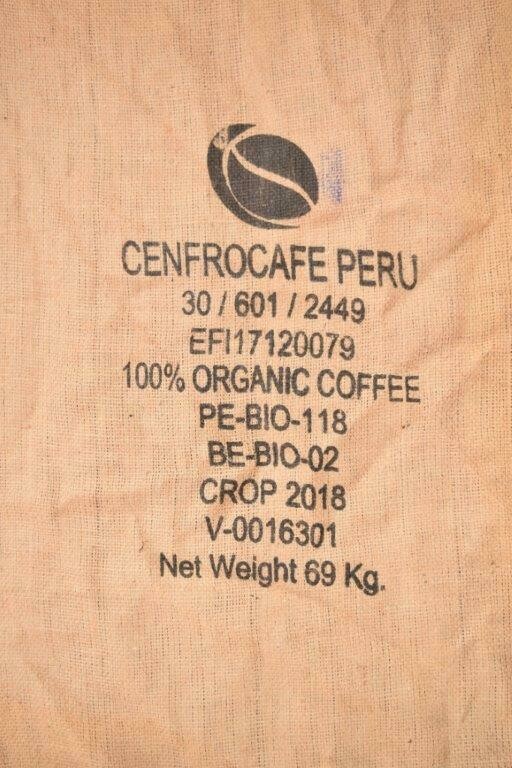 CENFROCAFE PERU
30 / 601 / 2449
EFI17120079
100% ORGANIC COFFEE
PE-BIO-118
BE-BIO-02
CROP 2018
V-0016301
Net Weight 69 Kg.